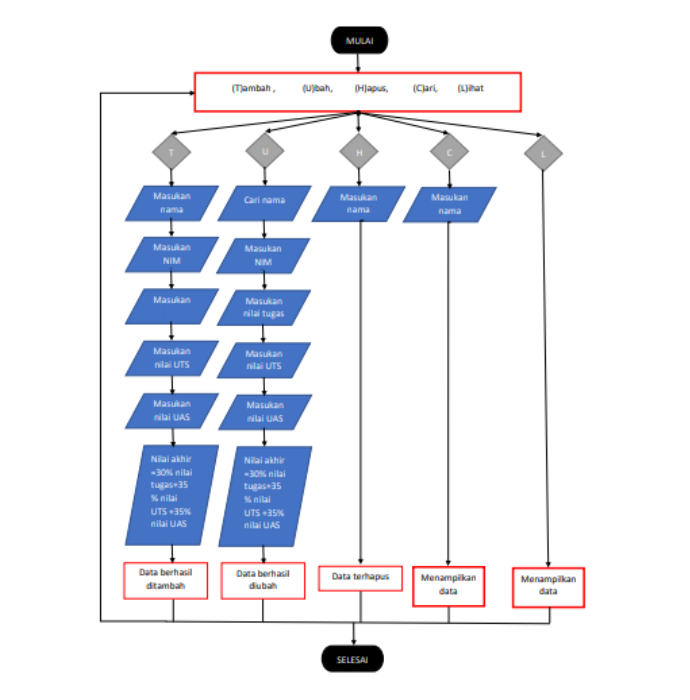 MULAI
(T)ambah , (U)bah, (H)apus, (C)ari, (L)ihat
T
U
H
C
L
Masukan
nama
Masukan
NIM
Masukan
Masukan
nilai UTS
Masukan
nilai UAS
Nilai akhir
=30% nilai
tugas+35
% nilai
UTS +35%
nilai UAS
Data berhasil
ditambah
Cari nama
Masukan
NIM
Masukan
nilai tugas
Masukan
nilai UTS
Masukan
nilai UAS
Nilai akhir
=30% nilai
tugas+35
% nilai
UTS +35%
nilai UAS
Data berhasil
diubah
Masukan
nama
Data terhapus
Masukan
nama
Menampilkan
data
Menampilkan
data
SELESAI